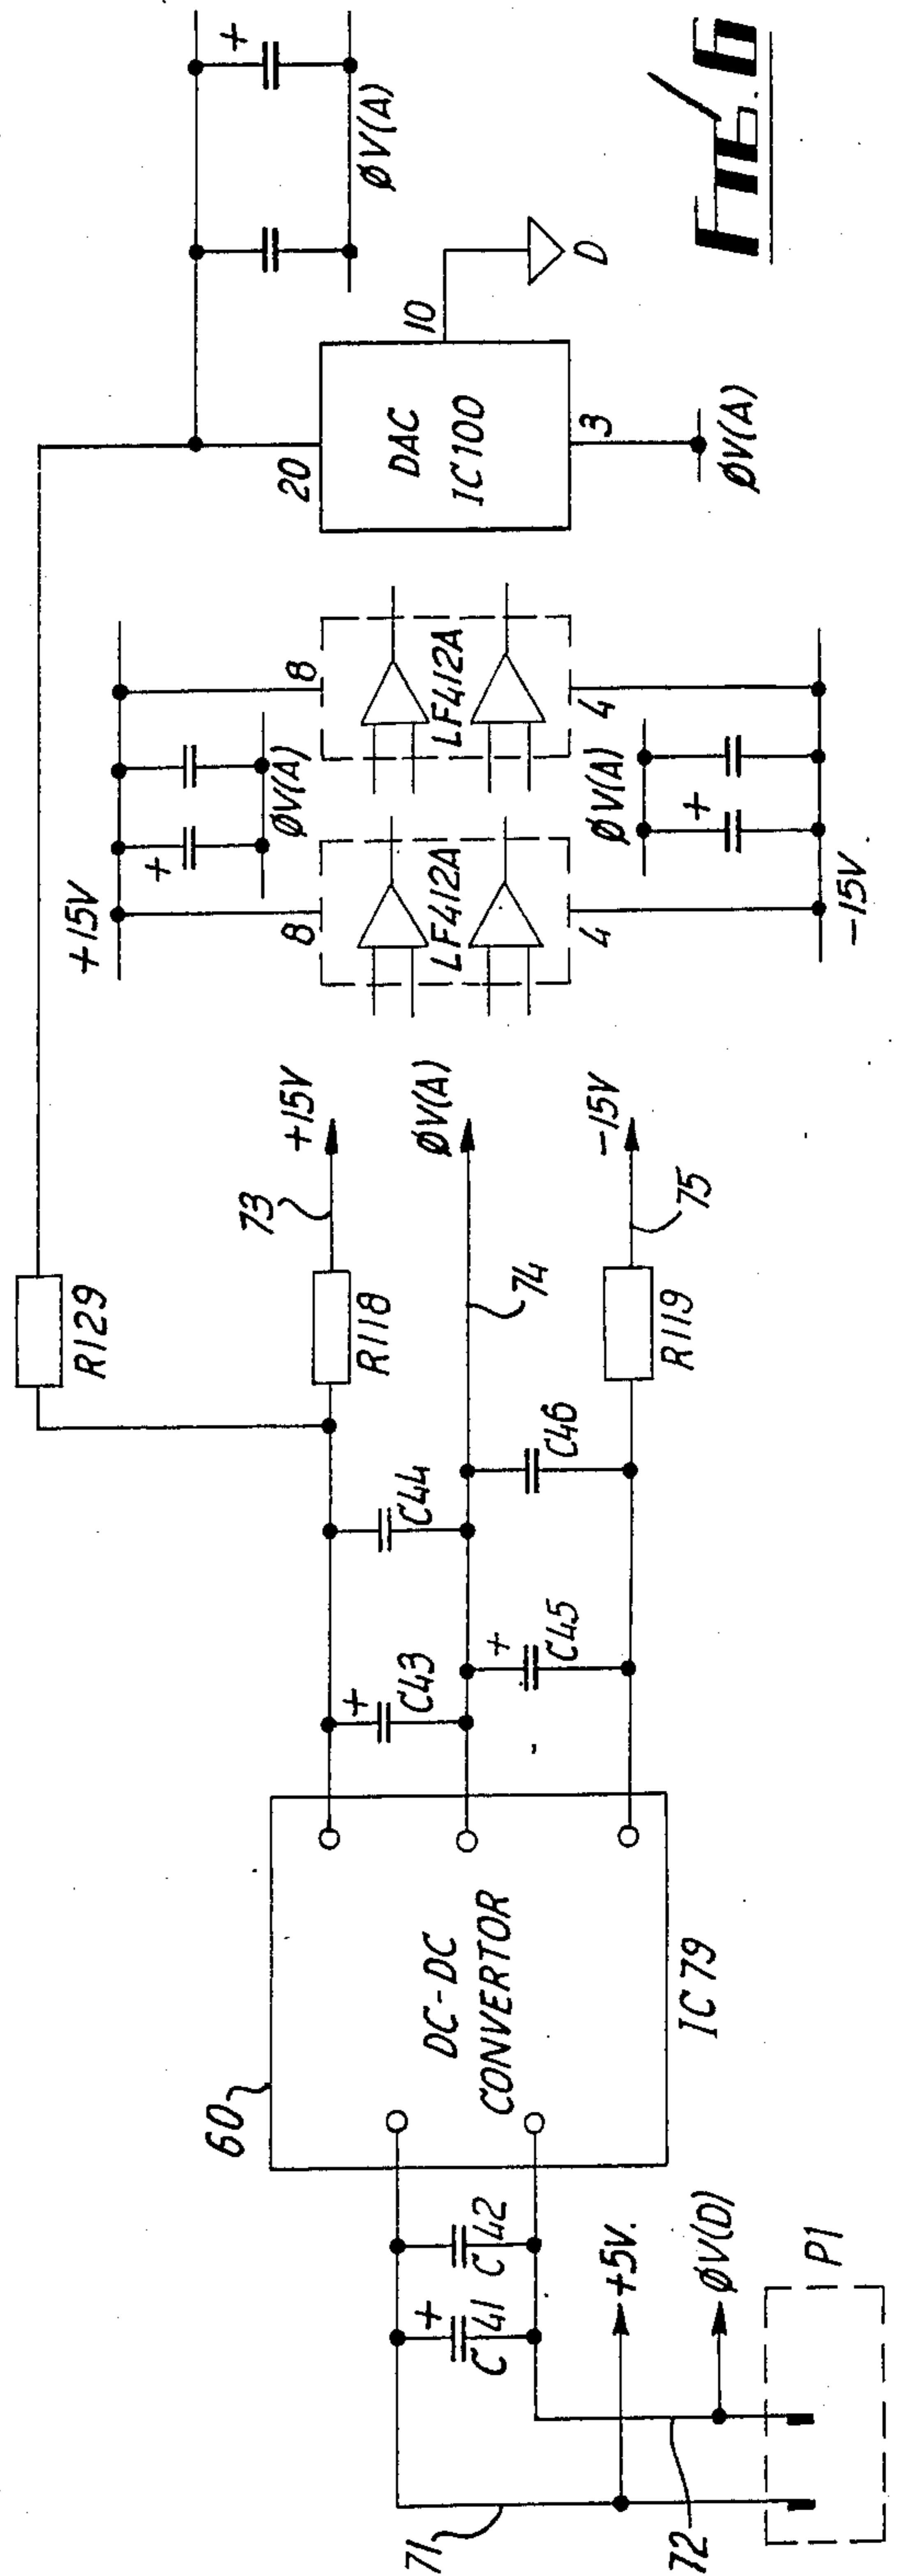 71
72
P1
+5V.
ØV(D)
+
C41
C42
60
DC-DC
CONVERTOR
IC79
+
C43
C44
+
C45
C46
R129
R118
R119
73
+15V
74
ØV(A)
75
-15V
+15V
+
ØV(A)
8
LF412A
4
8
LF412A
4
ØV(A)
+
-15V.
20
DAC
IC100
10
D
3
ØV(A)
+
ØV(A)
FIG. 6